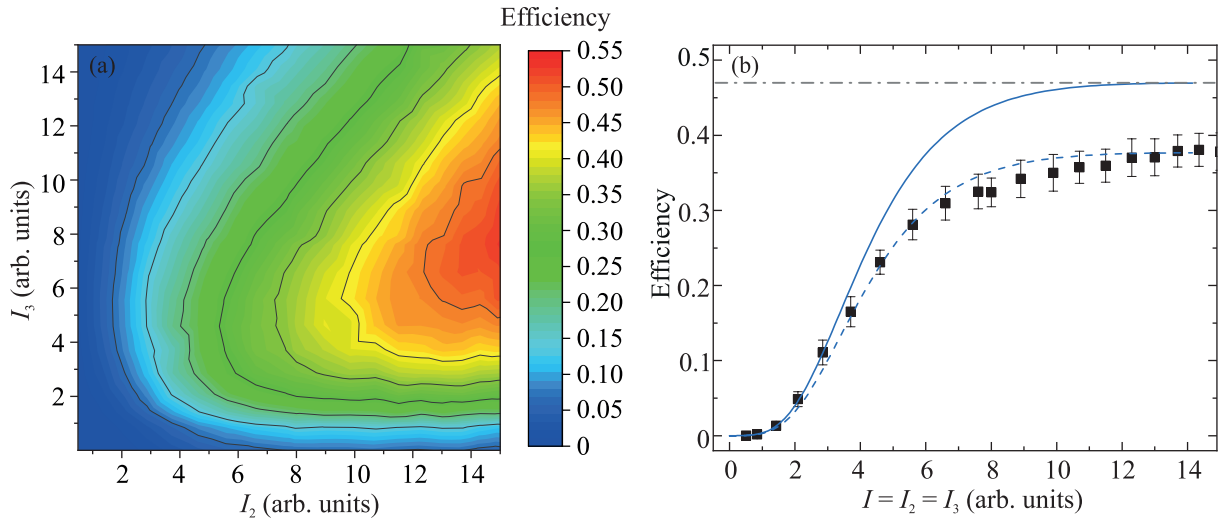 Efficiency
(a)
14
12
10
8
6
4
2
I₃ (arb. units)
2 4 6 8 10 12 14
I₂ (arb. units)
0.55
0.50
0.45
0.40
0.35
0.30
0.25
0.20
0.15
0.10
0.05
0
(b)
0.5
0.4
0.3
0.2
0.1
0
Efficiency
0 2 4 6 8 10 12 14
I = I₂ = I₃ (arb. units)